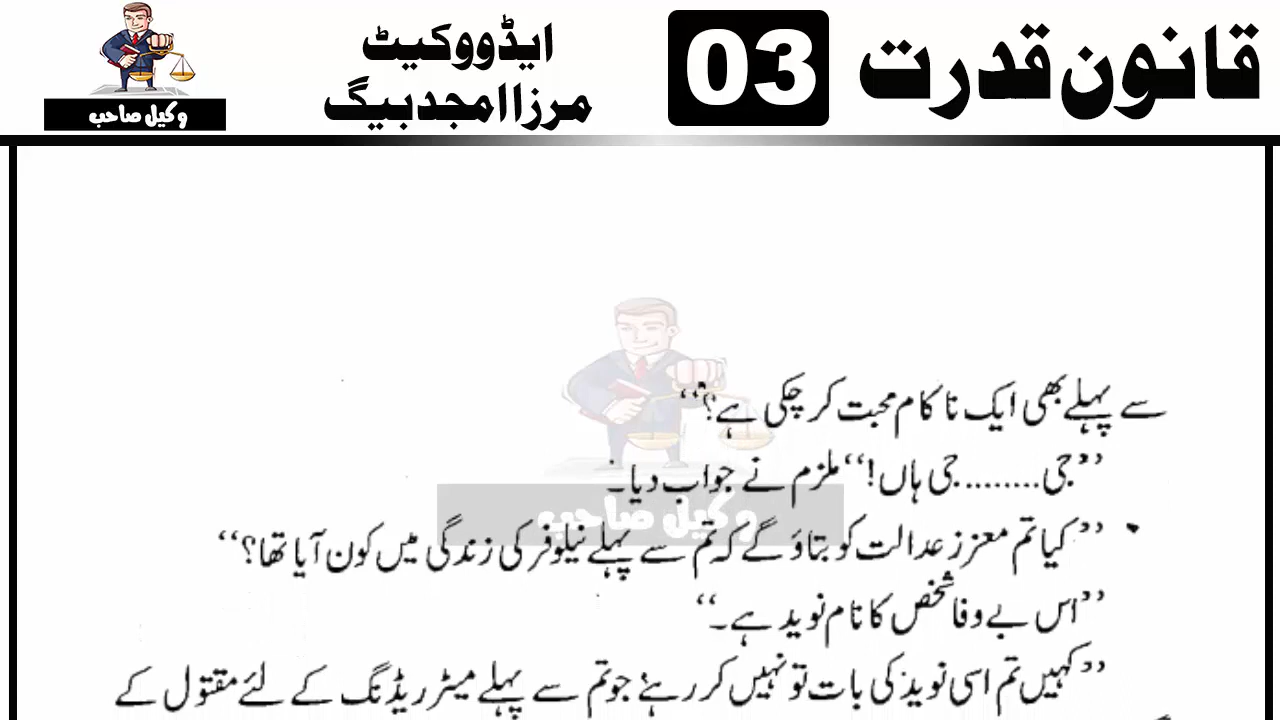 قانون قدرت 03
ایڈووکیٹ
مرزا امجد بیگ
وکیل صاحب
سے پہلے بھی ایک ناکام محبت کر چکی ہے؟‘‘
’’جی........جی ہاں!‘‘ ملزم نے جواب دیا۔
وکیل صاحب
’’کیا تم معزز عدالت کو بتاؤ گے کہ تم سے پہلے نیلوفر کی زندگی میں کون آیا تھا؟‘‘
’’اس بے وفا شخص کا نام نوید ہے۔‘‘
’’کہیں تم اسی نوید کی بات تو نہیں کر رہے جو تم سے پہلے میٹر ریڈنگ کے لئے مقتول کے